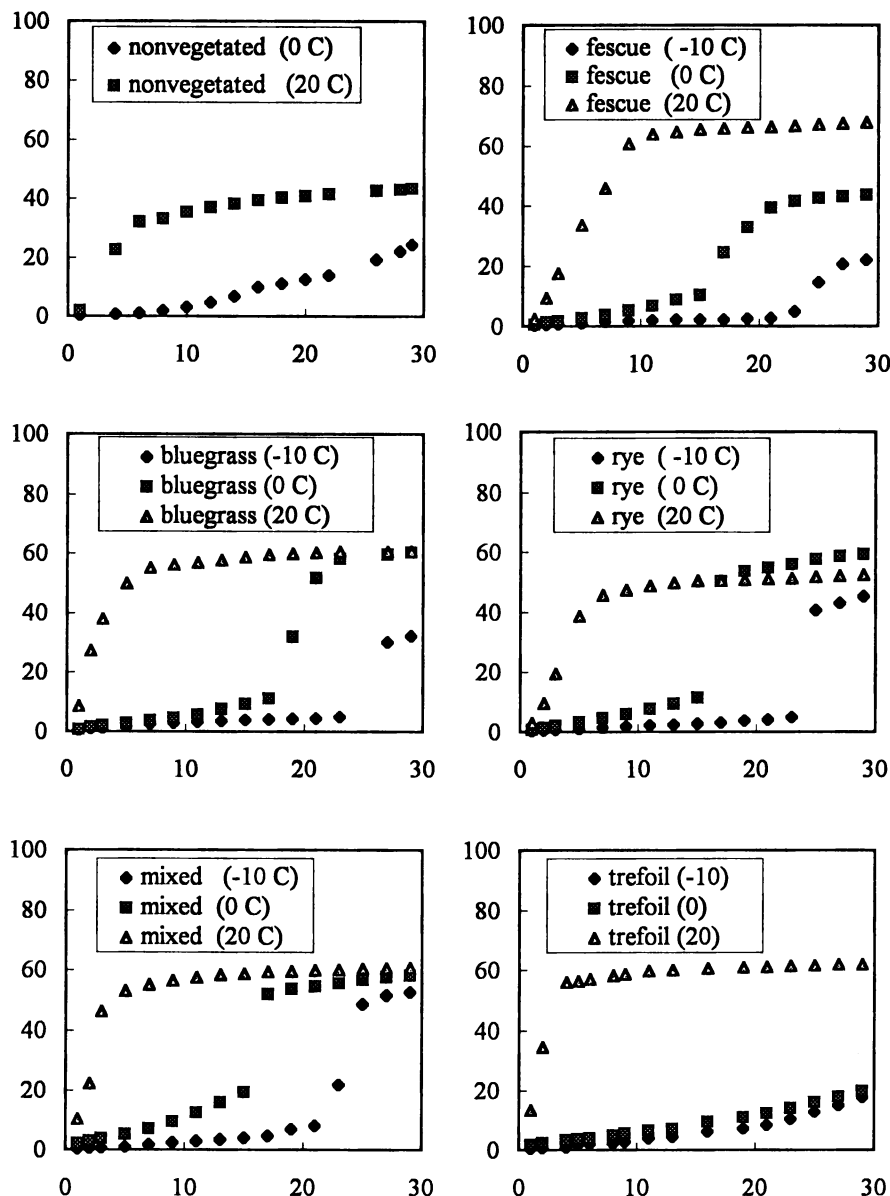 100
80
60
40
20
0
0 10 20 30
nonvegetated (0 C)
nonvegetated (20 C)
100
80
60
40
20
0
0 10 20 30
fescue ( -10 C)
fescue (0 C)
fescue (20 C)
100
80
60
40
20
0
0 10 20 30
bluegrass (-10 C)
bluegrass (0 C)
bluegrass (20 C)
100
80
60
40
20
0
0 10 20 30
rye ( -10 C)
rye ( 0 C)
rye (20 C)
100
80
60
40
20
0
0 10 20 30
mixed (-10 C)
mixed (0 C)
mixed (20 C)
100
80
60
40
20
0
0 10 20 30
trefoil (-10)
trefoil (0)
trefoil (20)